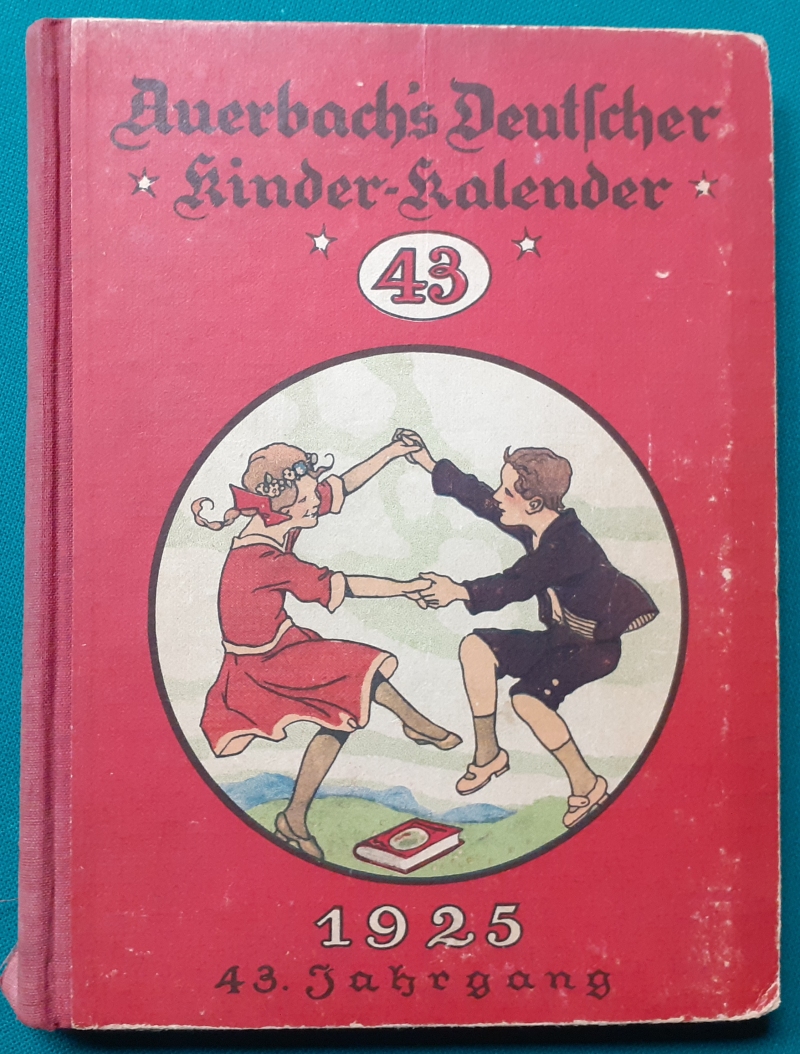 Auerbach's Deutſcher
Kinder-Kalender
43
1925
43. Jahrgang